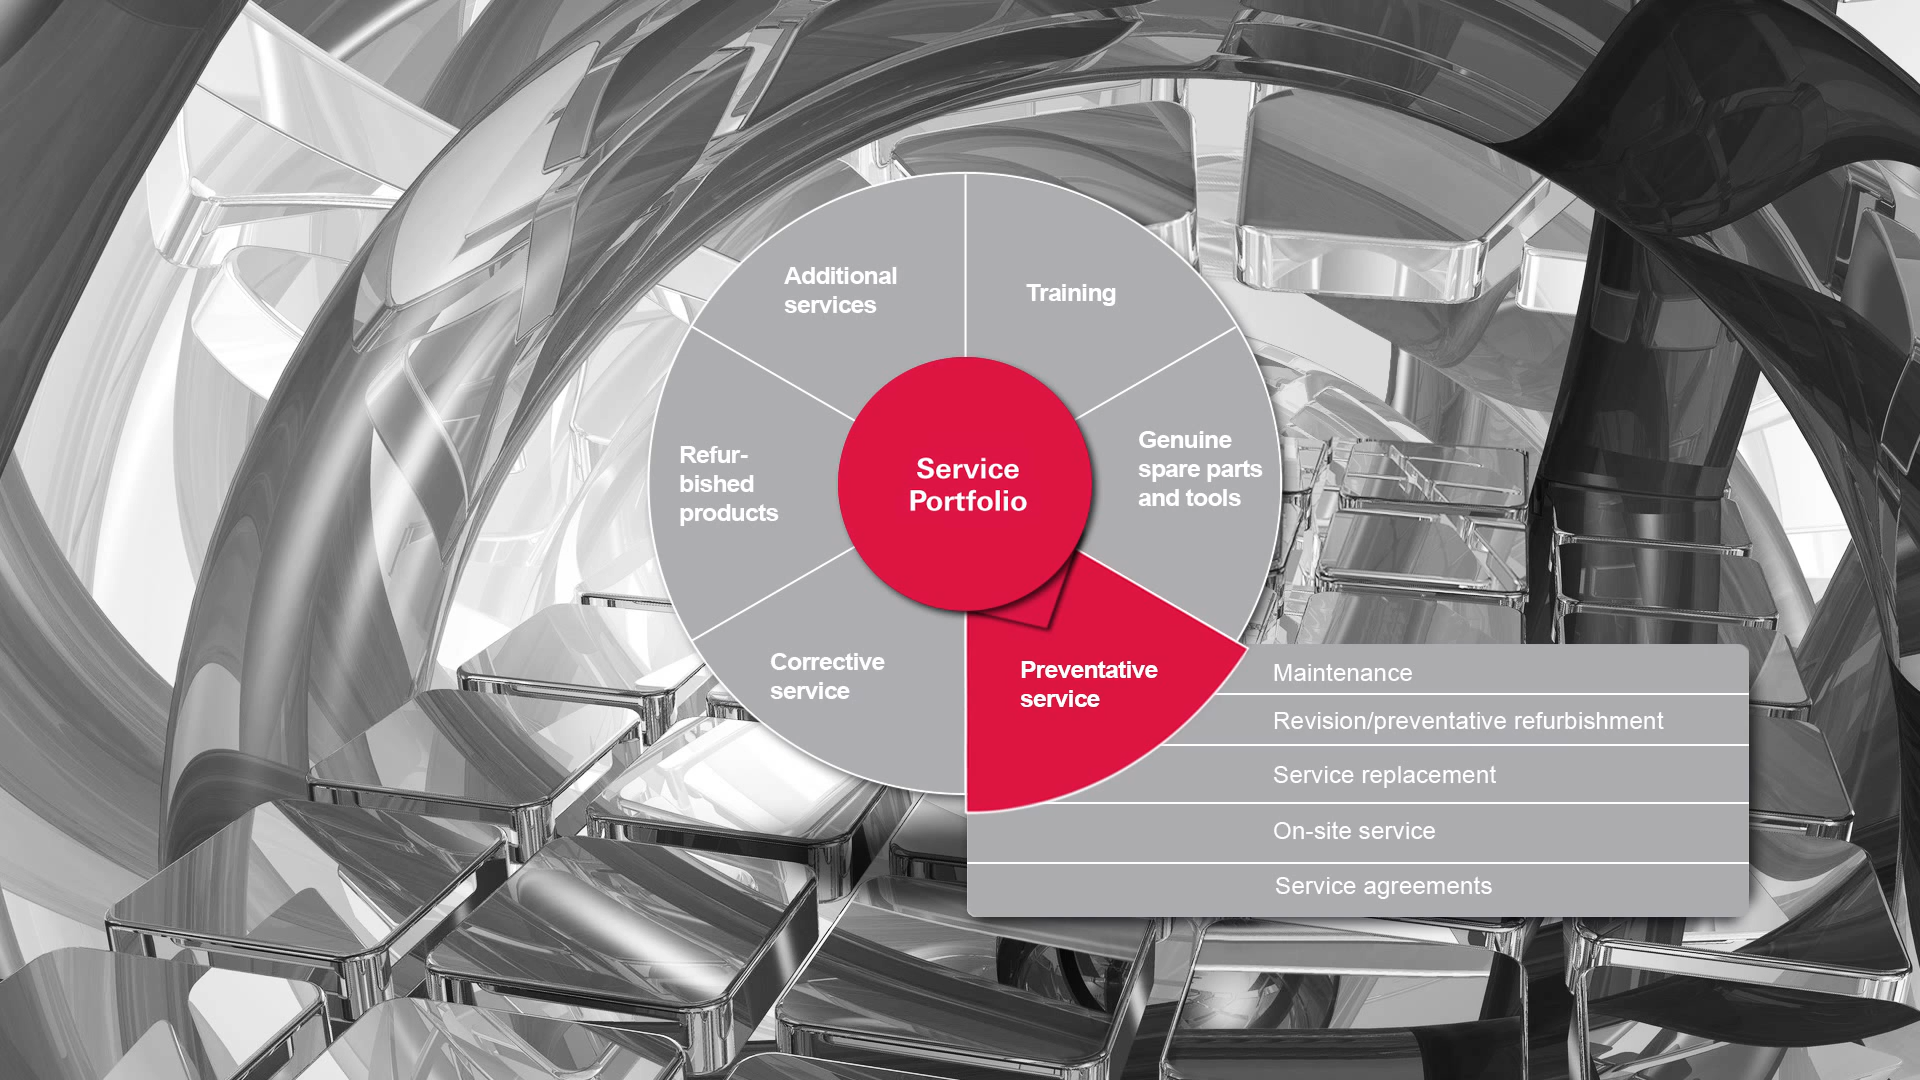 Additional
services
Training
Refur-
bished
products
Service
Portfolio
Genuine
spare parts
and tools
Corrective
service
Preventative
service
Maintenance
Revision/preventative refurbishment
Service replacement
On-site service
Service agreements